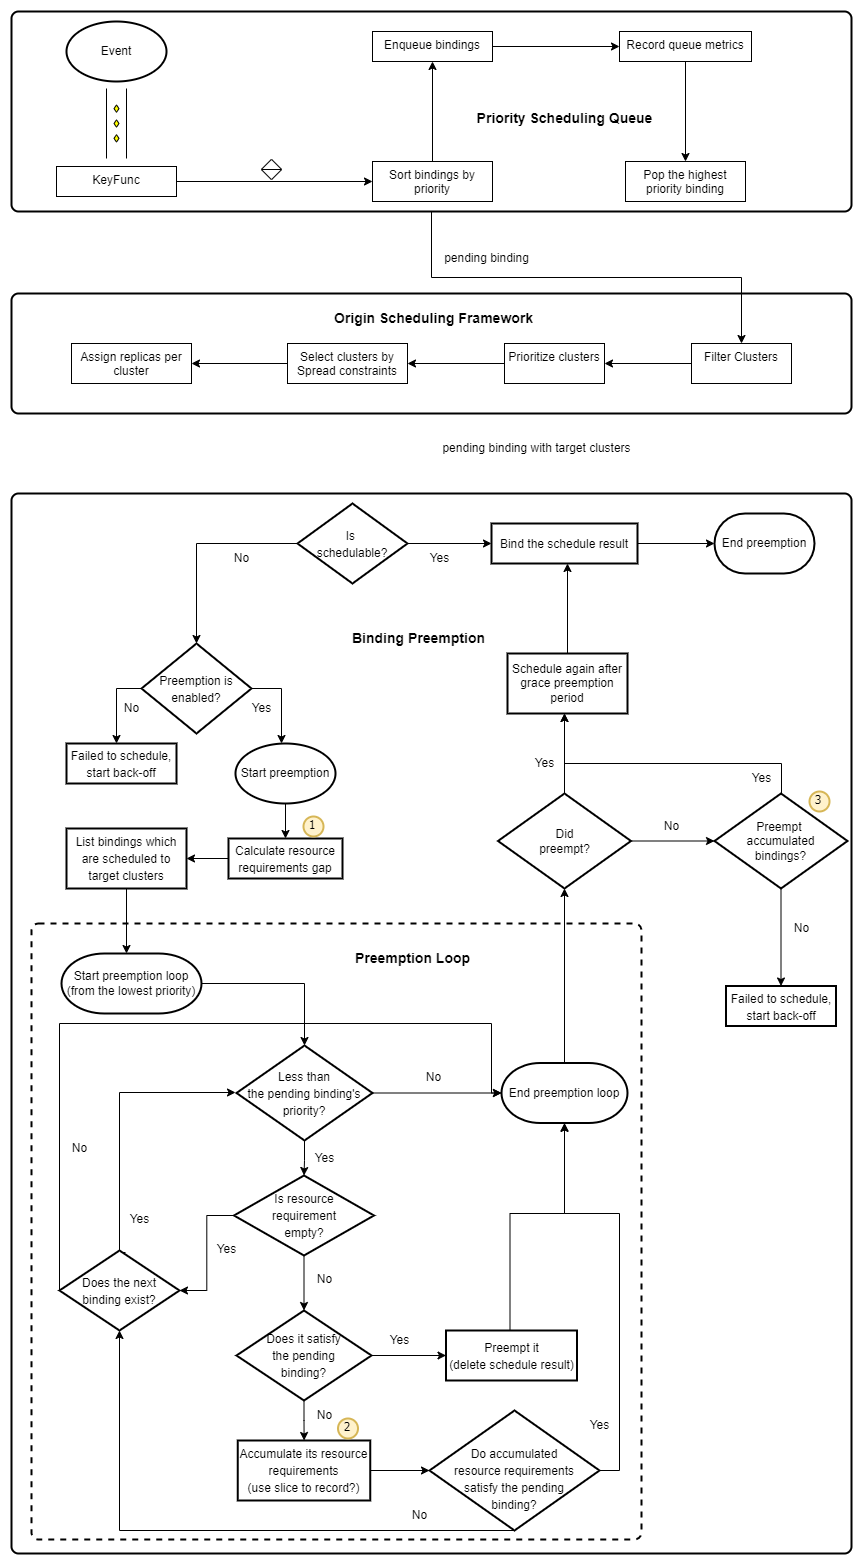 Event
Enqueue bindings
Record queue metrics
Priority Scheduling Queue
KeyFunc
Sort bindings by
priority
Pop the highest
priority binding
pending binding
Origin Scheduling Framework
Assign replicas per
cluster
Select clusters by
Spread constraints
Prioritize clusters
Filter Clusters
pending binding with target clusters
Is
schedulable?
No
Yes
Bind the schedule result
End preemption
Binding Preemption
Preemption is
enabled?
No
Yes
Schedule again after
grace preemption
period
Failed to schedule,
start back-off
Start preemption
Yes
Yes
1
3
Did
preempt?
No
Preempt
accumulated
bindings?
List bindings which
are scheduled to
target clusters
Calculate resource
requirements gap
No
Preemption Loop
Start preemption loop
(from the lowest priority)
Failed to schedule,
start back-off
Less than
the pending binding's
priority?
No
End preemption loop
No
Yes
Is resource
requirement
empty?
Yes
Yes
No
Does the next
binding exist?
Does it satisfy
the pending
binding?
Yes
Preempt it
(delete schedule result)
No
2
Yes
Accumulate its resource
requirements
(use slice to record?)
Do accumulated
resource requirements
satisfy the pending
binding?
No